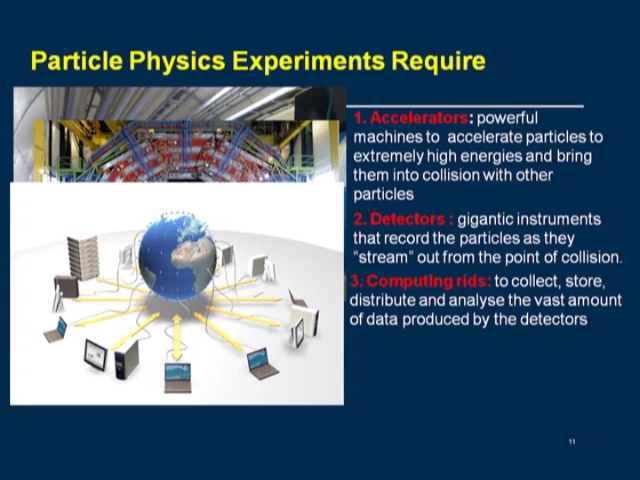 Particle Physics Experiments Require
1. Accelerators: powerful
machines to accelerate particles to
extremely high energies and bring
them into collision with other
particles
2. Detectors : gigantic instruments
that record the particles as they
"stream" out from the point of collision.
3. Computing rids: to collect, store,
distribute and analyse the vast amount
of data produced by the detectors
11